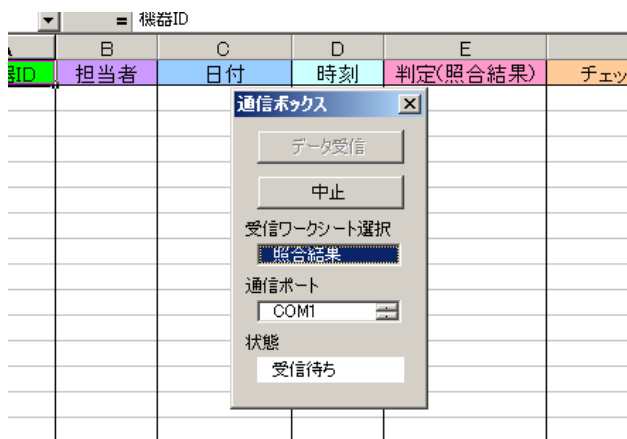 = 機器ID
B C D E
器ID 担当者 日付 時刻 判定(照合結果) チェッ
通信ボックス
データ受信
中止
受信ワークシート選択
照合結果
通信ポート
COM1
状態
受信待ち